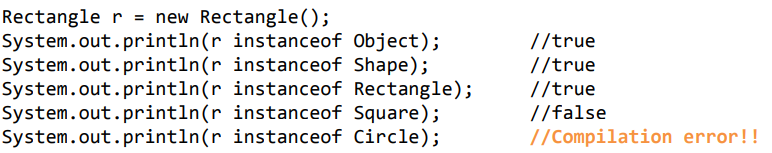 Rectangle r = new Rectangle();
System.out.println(r instanceof Object); //true
System.out.println(r instanceof Shape); //true
System.out.println(r instanceof Rectangle); //true
System.out.println(r instanceof Square); //false
System.out.println(r instanceof Circle); //Compilation error!!